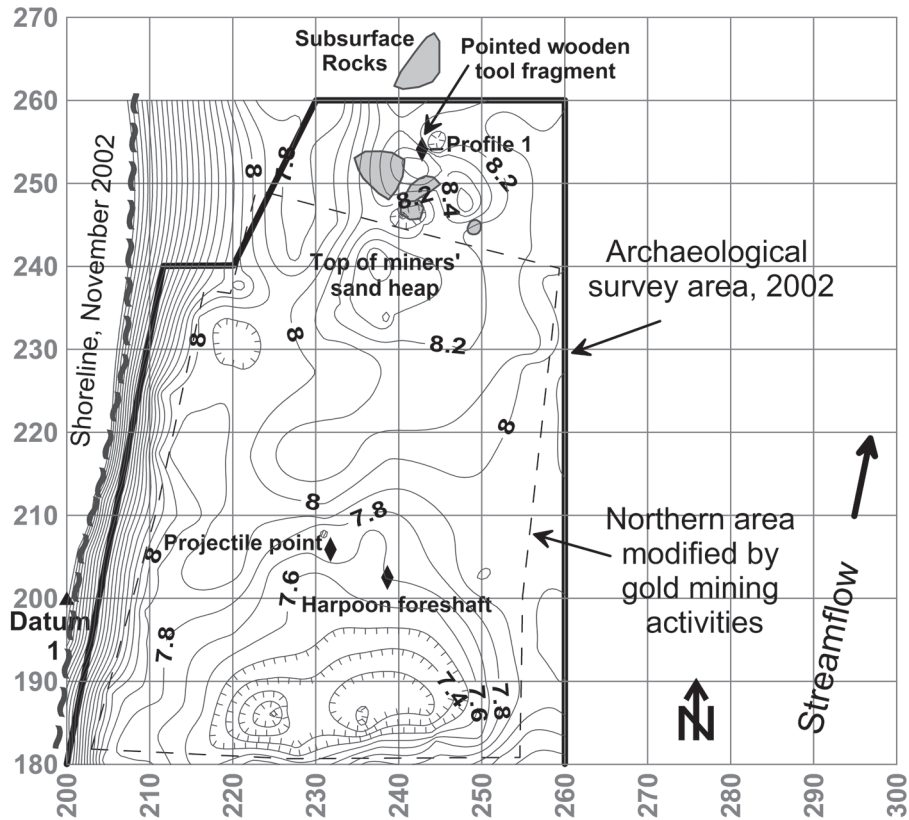 270
260
250
240
230
220
210
200
190
180
200
210
220
230
240
250
260
270
280
290
300
Subsurface
Rocks
Pointed wooden
tool fragment
Profile 1
Shoreline, November 2002
8
7.8
8.2
8.4
8.2
Top of miners'
sand heap
Archaeological
survey area, 2002
8
8
8.2
8
8
7.8
Projectile point
8
7.6
Harpoon foreshaft
Northern area
modified by
gold mining
activities
Datum
1
7.8
7.4
7.6
7.8
Streamflow
N